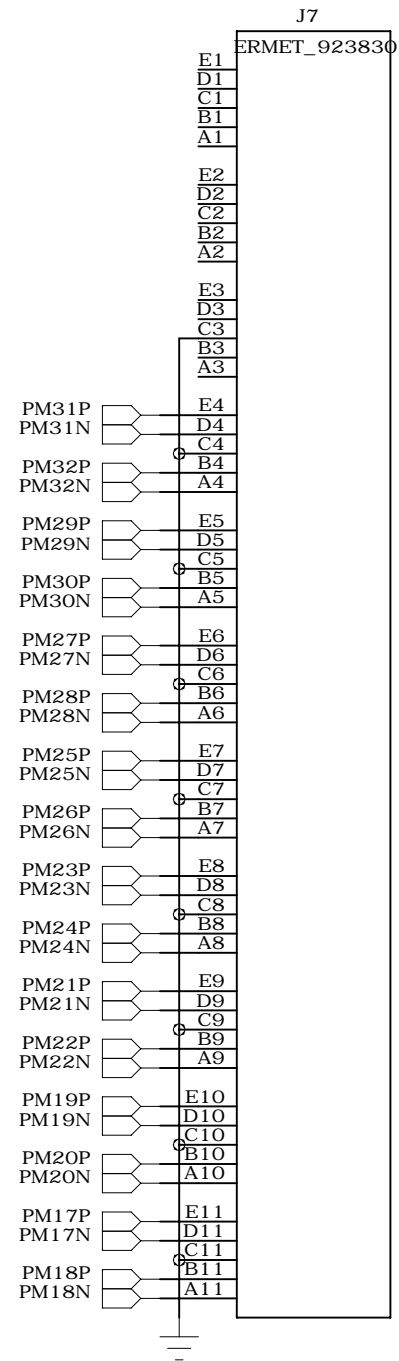 J7
ERMET_923830
E1
D1
C1
B1
A1
E2
D2
C2
B2
A2
E3
D3
C3
B3
A3
PM31P E4
PM31N D4
C4
PM32P B4
PM32N A4
PM29P E5
PM29N D5
C5
PM30P B5
PM30N A5
PM27P E6
PM27N D6
C6
PM28P B6
PM28N A6
PM25P E7
PM25N D7
C7
PM26P B7
PM26N A7
PM23P E8
PM23N D8
C8
PM24P B8
PM24N A8
PM21P E9
PM21N D9
C9
PM22P B9
PM22N A9
PM19P E10
PM19N D10
C10
PM20P B10
PM20N A10
PM17P E11
PM17N D11
C11
PM18P B11
PM18N A11